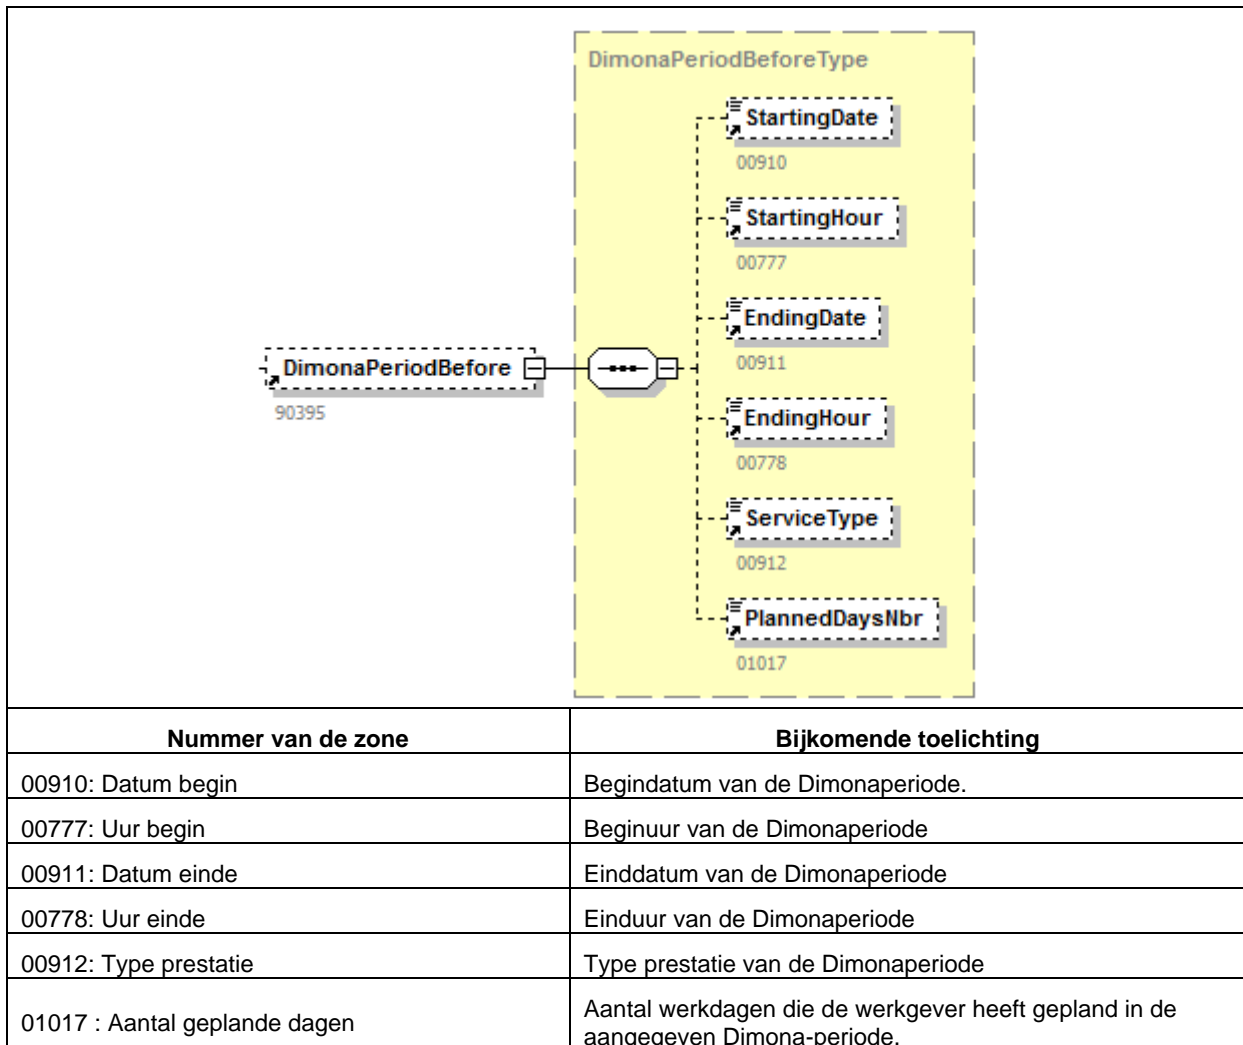 DimonaPeriodBeforeType
StartingDate
00910
StartingHour
00777
EndingDate
00911
DimonaPeriodBefore
90395
EndingHour
00778
ServiceType
00912
PlannedDaysNbr
01017
Nummer van de zone
Bijkomende toelichting
00910: Datum begin
Begindatum van de Dimonaperiode.
00777: Uur begin
Beginuur van de Dimonaperiode
00911: Datum einde
Einddatum van de Dimonaperiode
00778: Uur einde
Einduur van de Dimonaperiode
00912: Type prestatie
Type prestatie van de Dimonaperiode
01017 : Aantal geplande dagen
Aantal werkdagen die de werkgever heeft gepland in de
aangegeven Dimona-periode.